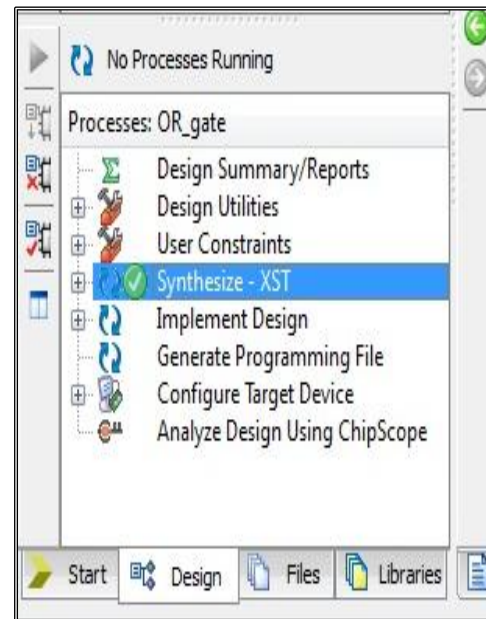 No Processes Running
Processes: OR_gate
Design Summary/Reports
Design Utilities
User Constraints
Synthesize - XST
Implement Design
Generate Programming File
Configure Target Device
Analyze Design Using ChipScope
Start Design Files Libraries